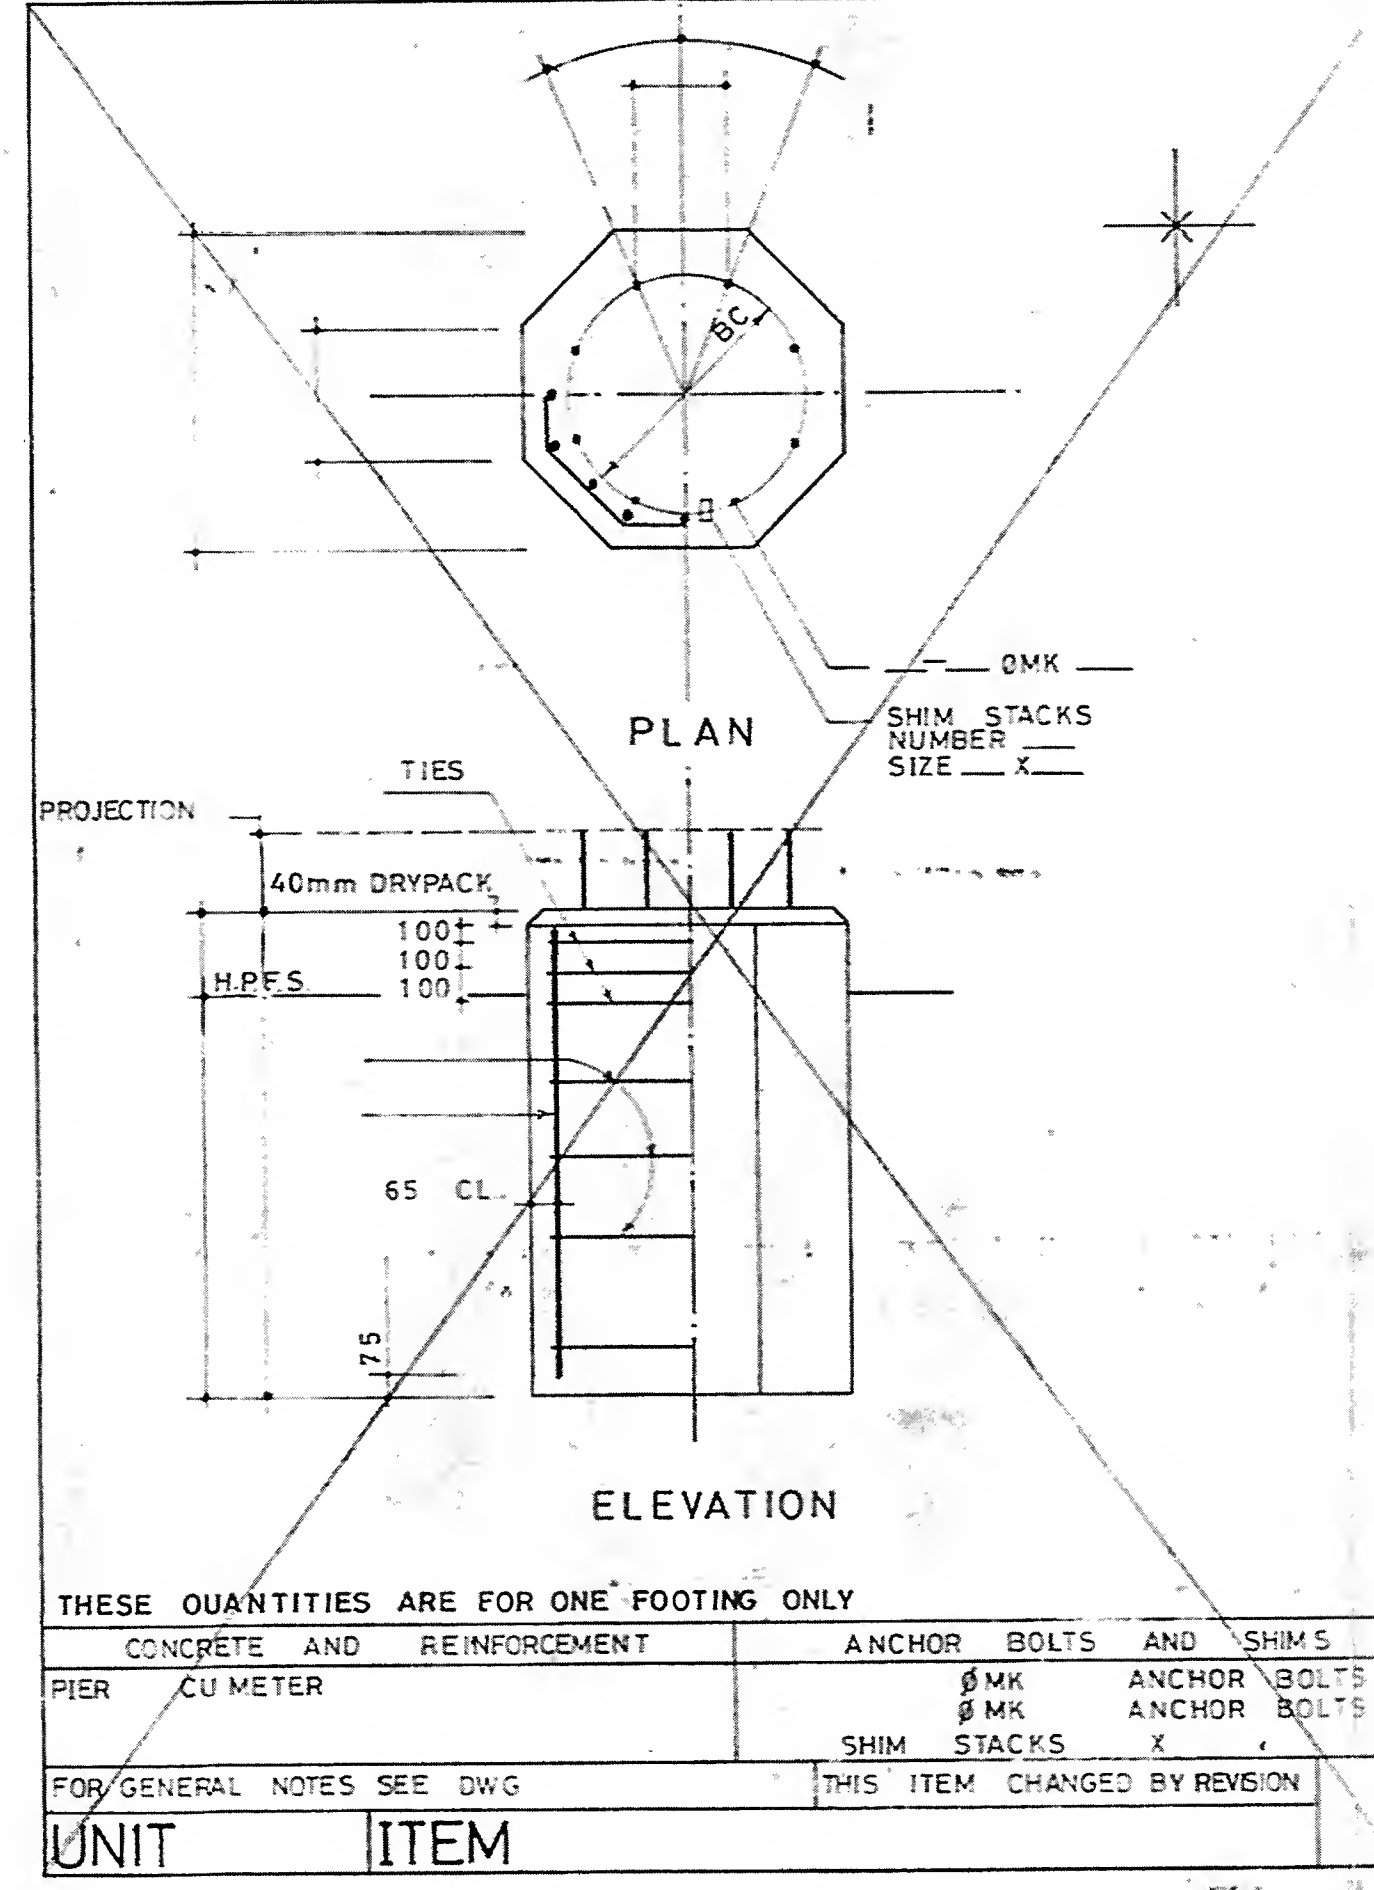 BC
ØMK
PLAN
SHIM STACKS
NUMBER
SIZE X
TIES
PROJECTION
40mm DRYPACK
100
100
H.P.F.S.
100
65 CL.
75
ELEVATION
THESE QUANTITIES ARE FOR ONE FOOTING ONLY
CONCRETE AND REINFORCEMENT
ANCHOR BOLTS AND SHIMS
PIER CU METER
ØMK ANCHOR BOLTS
ØMK ANCHOR BOLTS
SHIM STACKS X
FOR GENERAL NOTES SEE DWG
THIS ITEM CHANGED BY REVISION
UNIT
ITEM